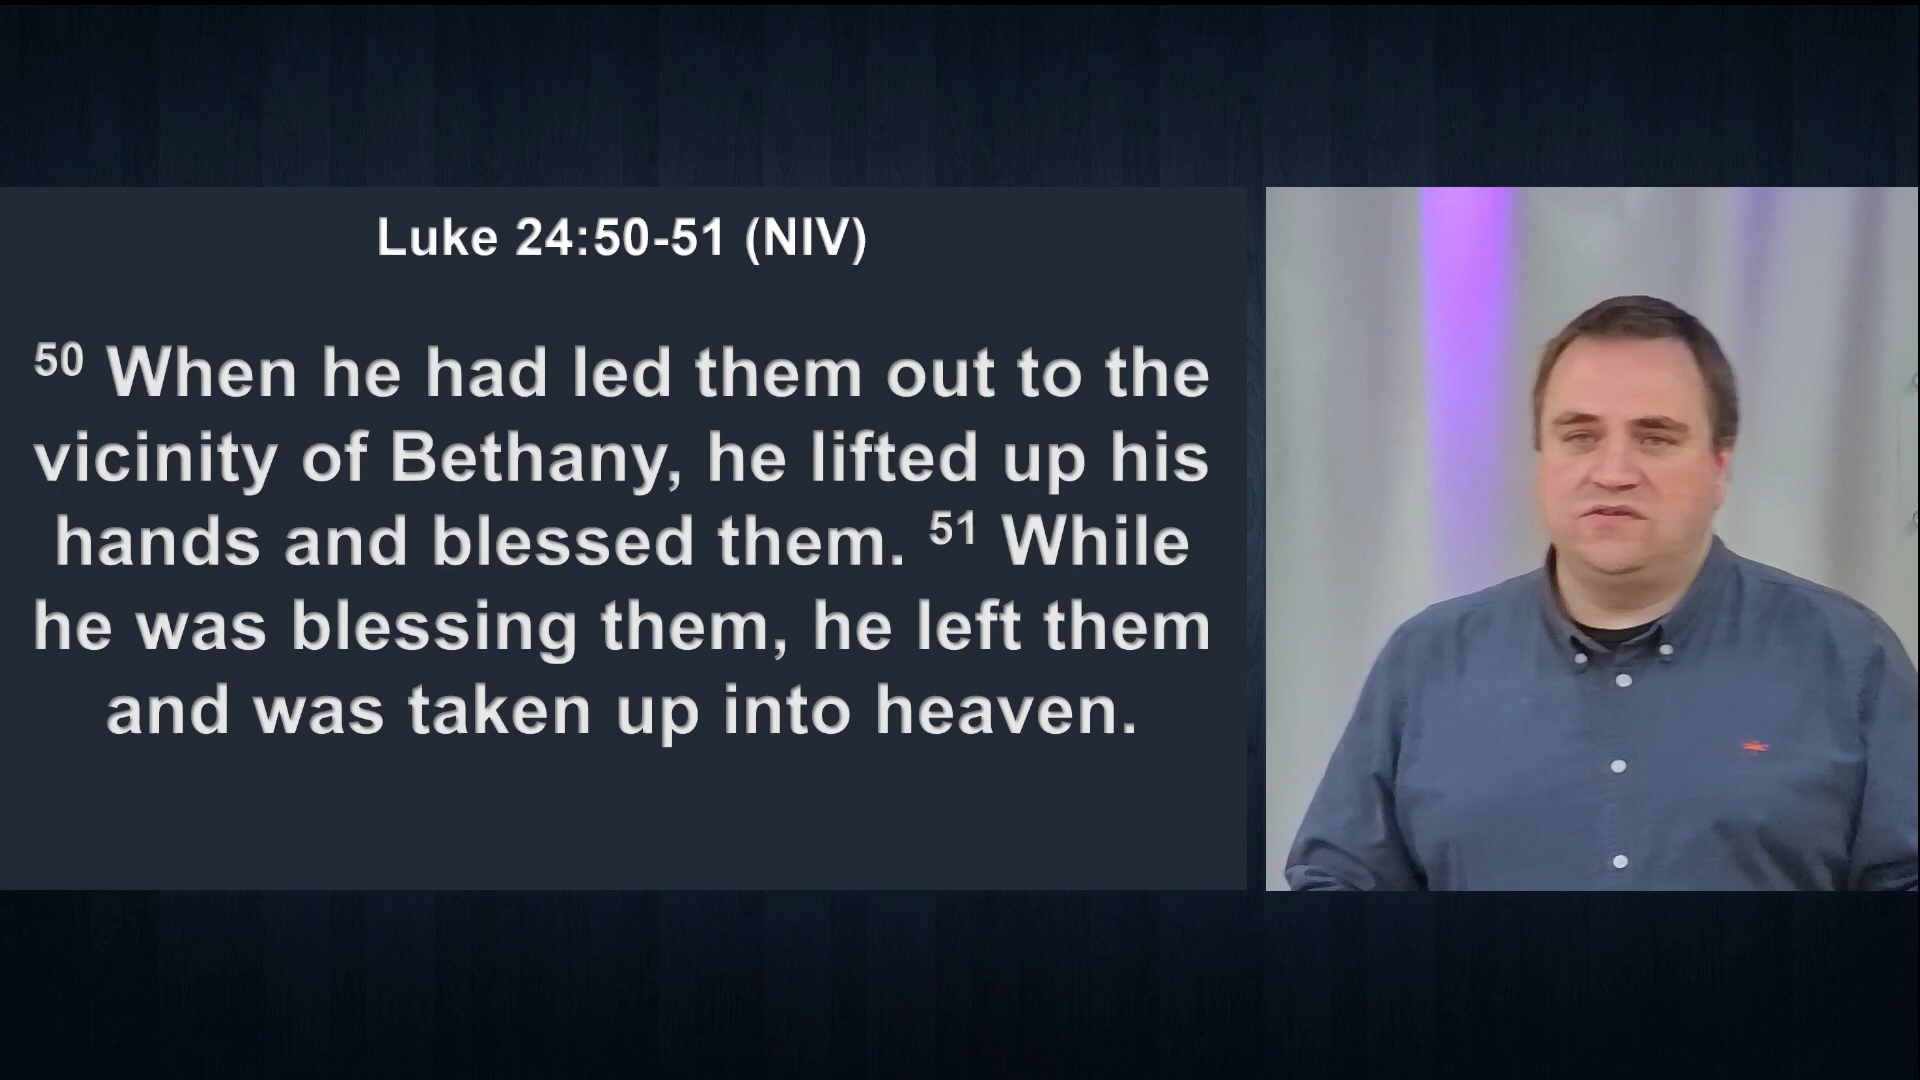 Luke 24:50-51 (NIV)
50 When he had led them out to the
vicinity of Bethany, he lifted up his
hands and blessed them. 51 While
he was blessing them, he left them
and was taken up into heaven.